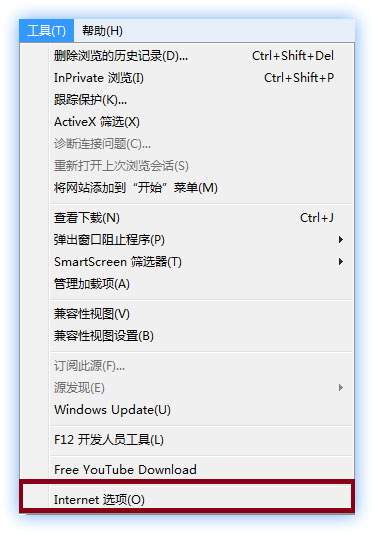 工具(T) 帮助(H)
删除浏览的历史记录(D)... Ctrl+Shift+Del
InPrivate 浏览(I) Ctrl+Shift+P
跟踪保护(K)...
ActiveX 筛选(X)
诊断连接问题(C)...
重新打开上次浏览会话(S)
将网站添加到“开始”菜单(M)
查看下载(N) Ctrl+J
弹出窗口阻止程序(P)
SmartScreen 筛选器(T)
管理加载项(A)
兼容性视图(V)
兼容性视图设置(B)
订阅此源(F)...
源发现(E)
Windows Update(U)
F12 开发人员工具(L)
Free YouTube Download
Internet 选项(O)